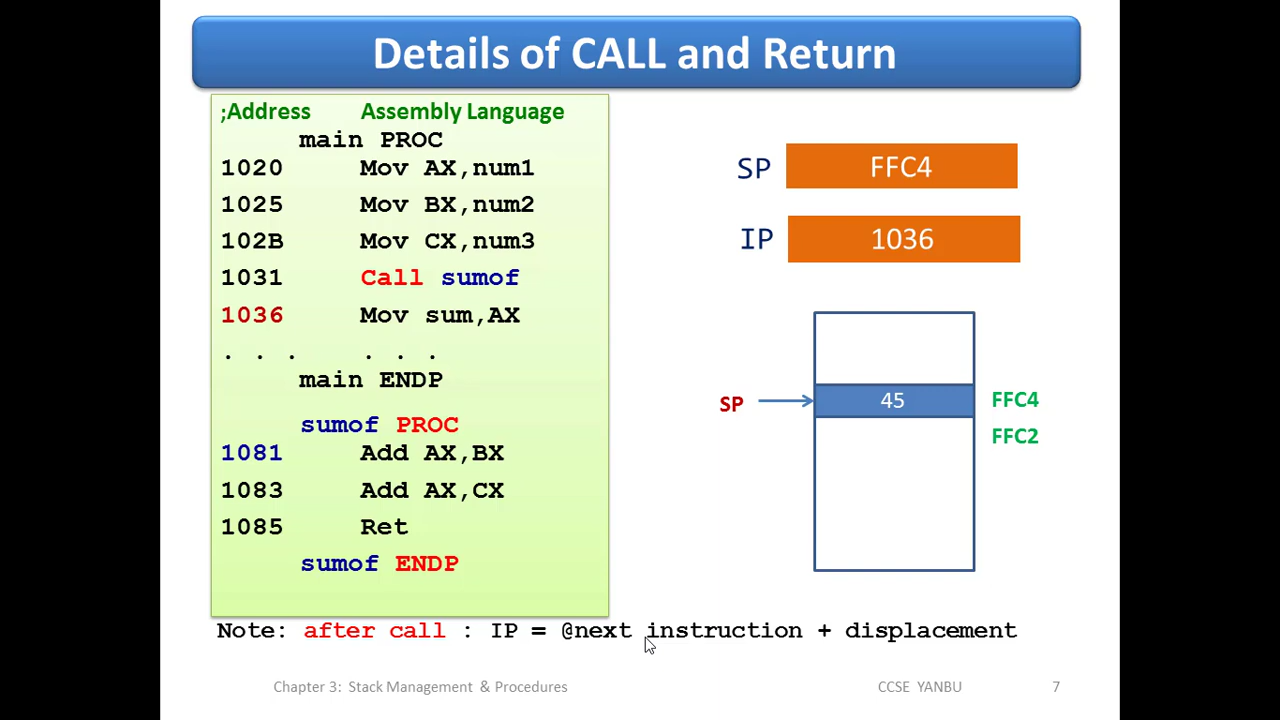 Details of CALL and Return
;Address Assembly Language
main PROC
1020 Mov AX,num1
1025 Mov BX,num2
102B Mov CX,num3
1031 Call sumof
1036 Mov sum,AX
. . . . . .
main ENDP
sumof PROC
1081 Add AX,BX
1083 Add AX,CX
1085 Ret
sumof ENDP
SP FFC4
IP 1036
SP 45 FFC4
FFC2
Note: after call : IP = @next instruction + displacement
Chapter 3: Stack Management & Procedures CCSE YANBU 7